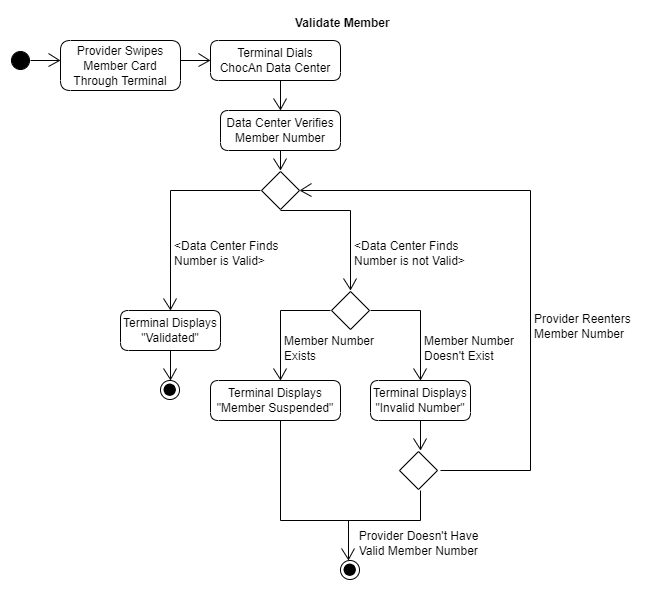 Validate Member
Provider Swipes
Member Card
Through Terminal
Terminal Dials
ChocAn Data Center
Data Center Verifies
Member Number
<Data Center Finds
Number is Valid>
<Data Center Finds
Number is not Valid>
Terminal Displays
"Validated"
Member Number
Exists
Member Number
Doesn't Exist
Provider Reenters
Member Number
Terminal Displays
"Member Suspended"
Terminal Displays
"Invalid Number"
Provider Doesn't Have
Valid Member Number